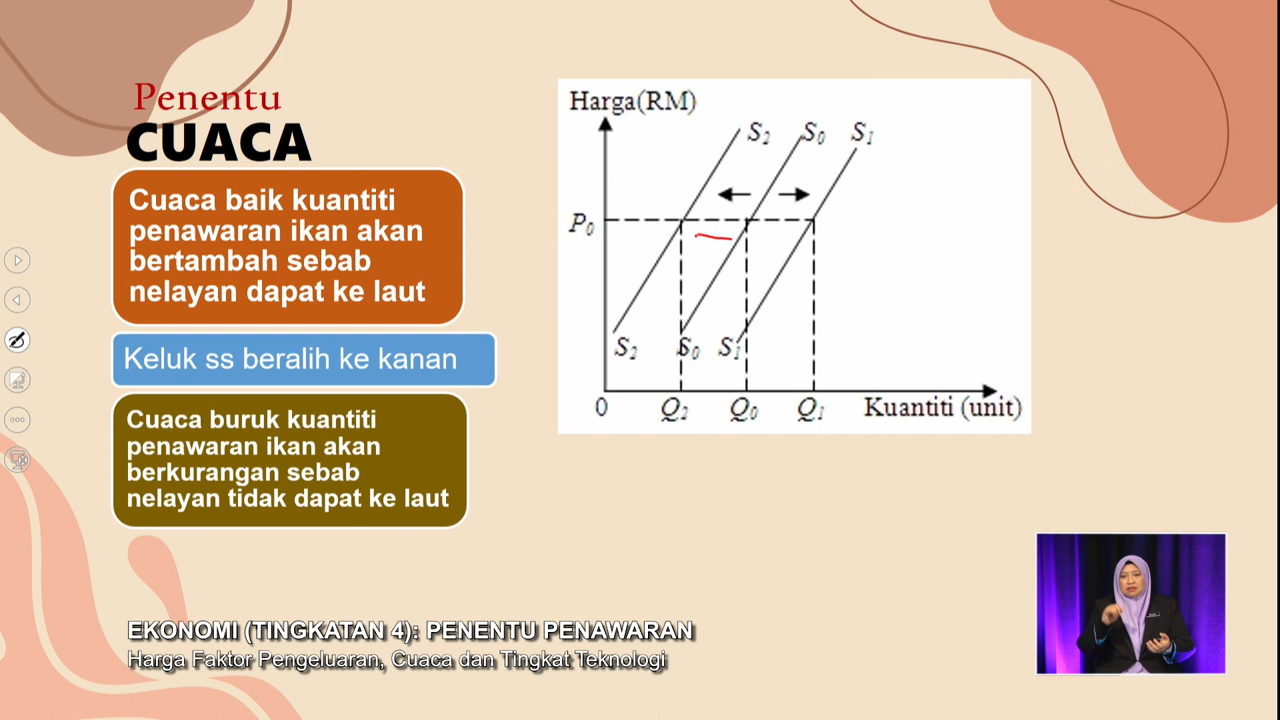 Penentu
CUACA
Cuaca baik kuantiti
penawaran ikan akan
bertambah sebab
nelayan dapat ke laut
Keluk ss beralih ke kanan
Cuaca buruk kuantiti
penawaran ikan akan
berkurangan sebab
nelayan tidak dapat ke laut
Harga(RM)
S2 S0 S1
P0
S2 S0 S1
0 Q2 Q0 Q1 Kuantiti (unit)
EKONOMI (TINGKATAN 4): PENENTU PENAWARAN
Harga Faktor Pengeluaran, Cuaca dan Tingkat Teknologi